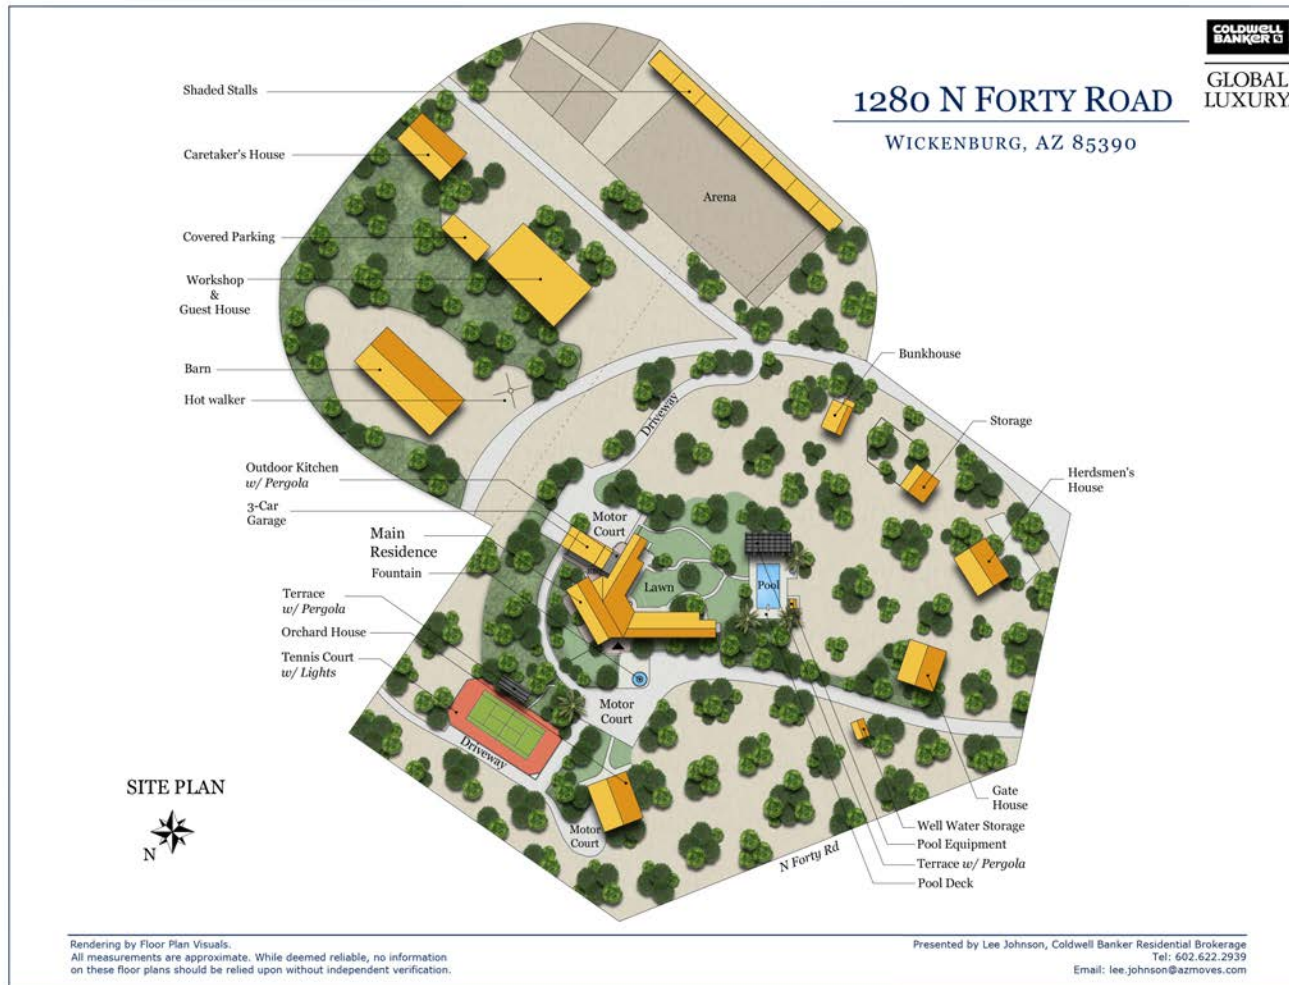 COLDWELL
BANKER
GLOBAL
LUXURY
1280 N FORTY ROAD
WICKENBURG, AZ 85390
Shaded Stalls
Caretaker's House
Covered Parking
Workshop
&
Guest House
Barn
Hot walker
Outdoor Kitchen
w/ Pergola
3-Car
Garage
Main
Residence
Fountain
Terrace
w/ Pergola
Orchard House
Tennis Court
w/ Lights
Arena
Driveway
Motor
Court
Lawn
Pool
Motor
Court
Driveway
Motor
Court
N Forty Rd
Bunkhouse
Storage
Herdsmen's
House
Gate
House
Well Water Storage
Pool Equipment
Terrace w/ Pergola
Pool Deck
SITE PLAN
N
Rendering by Floor Plan Visuals.
All measurements are approximate. While deemed reliable, no information
on these floor plans should be relied upon without independent verification.
Presented by Lee Johnson, Coldwell Banker Residential Brokerage
Tel: 602.622.2939
Email: lee.johnson@azmoves.com